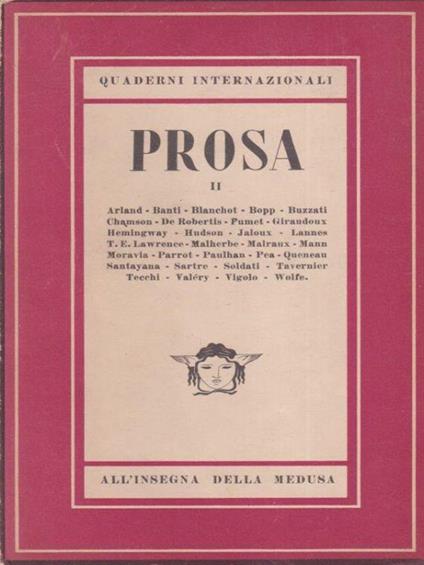 QUADERNI INTERNAZIONALI
PROSA
II
Arland - Banti - Blanchot - Bopp - Buzzati
Chamson - De Robertis - Fumet - Giraudoux
Hemingway - Hudson - Jaloux - Lannes
T. E. Lawrence - Malherbe - Malraux - Mann
Moravia - Parrot - Paulhan - Pea - Queneau
Santayana - Sartre - Soldati - Tavernier
Tecchi - Valéry - Vigolo - Wolfe.
ALL'INSEGNA DELLA MEDUSA